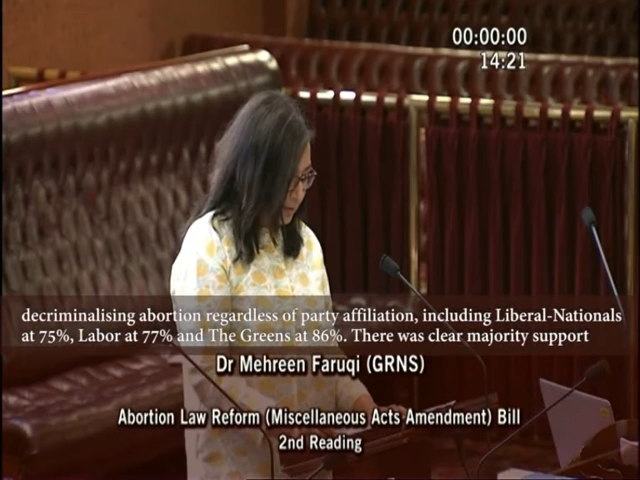 00:00:00
14:21
decriminalising abortion regardless of party affiliation, including Liberal-Nationals
at 75%, Labor at 77% and The Greens at 86%. There was clear majority support
Dr Mehreen Faruqi (GRNS)
Abortion Law Reform (Miscellaneous Acts Amendment) Bill
2nd Reading